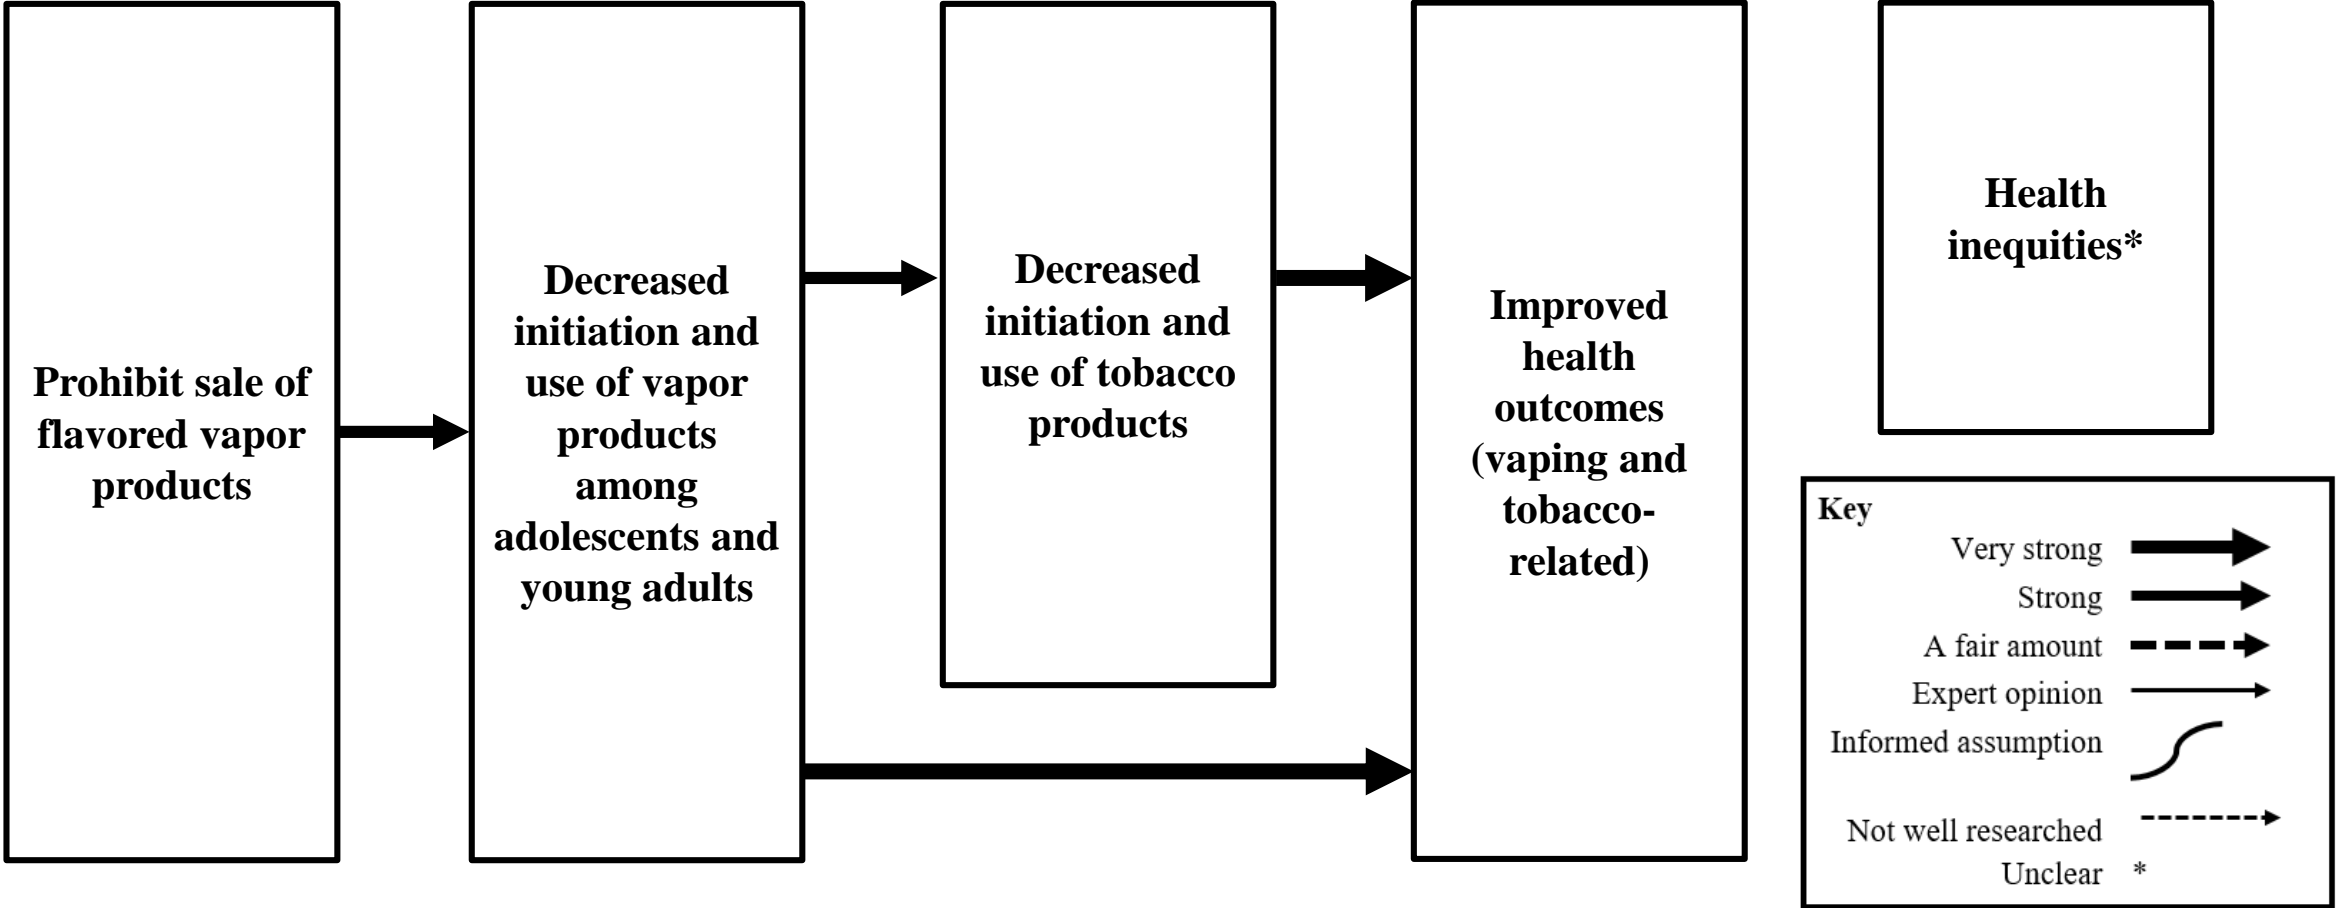 Prohibit sale of
flavored vapor
products
Decreased
initiation and
use of vapor
products
among
adolescents and
young adults
Decreased
initiation and
use of tobacco
products
Improved
health
outcomes
(vaping and
tobacco-
related)
Health
inequities*
Key
Very strong
Strong
A fair amount
Expert opinion
Informed assumption
Not well researched
Unclear *